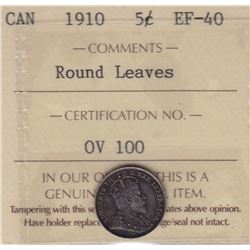 CAN 1910 5¢ EF-40
— COMMENTS —
Round Leaves
— CERTIFICATION NO. —
OV 100
IN OUR THIS IS A
GENUINE ITEM.
Tampering with this se ates above opinion.
Have holder replac ge/seal not intact.